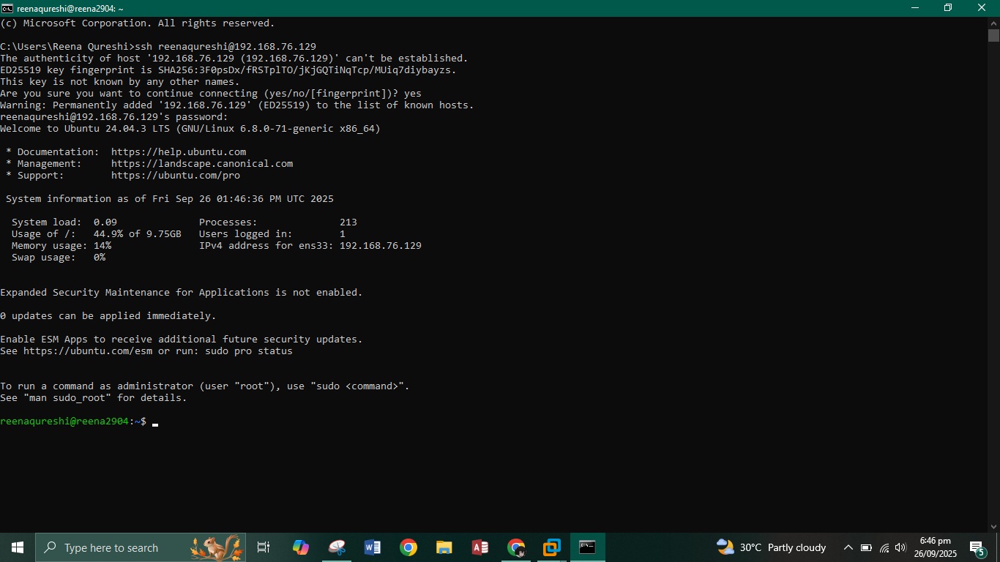 reenaqureshi@reena2904: ~
(c) Microsoft Corporation. All rights reserved.
C:\Users\Reena Qureshi>ssh reenaqureshi@192.168.76.129
The authenticity of host '192.168.76.129 (192.168.76.129)' can't be established.
ED25519 key fingerprint is SHA256:3F0psDx/fRSTplTO/jKjGQTiNqTcp/MUiq7diybayzs.
This key is not known by any other names.
Are you sure you want to continue connecting (yes/no/[fingerprint])? yes
Warning: Permanently added '192.168.76.129' (ED25519) to the list of known hosts.
reenaqureshi@192.168.76.129's password:
Welcome to Ubuntu 24.04.3 LTS (GNU/Linux 6.8.0-71-generic x86_64)
* Documentation:  https://help.ubuntu.com
* Management:     https://landscape.canonical.com
* Support:        https://ubuntu.com/pro
System information as of Fri Sep 26 01:46:36 PM UTC 2025
System load:  0.09              Processes:              213
Usage of /:   44.9% of 9.75GB   Users logged in:        1
Memory usage: 14%               IPv4 address for ens33: 192.168.76.129
Swap usage:   0%
Expanded Security Maintenance for Applications is not enabled.
0 updates can be applied immediately.
Enable ESM Apps to receive additional future security updates.
See https://ubuntu.com/esm or run: sudo pro status
To run a command as administrator (user "root"), use "sudo <command>".
See "man sudo_root" for details.
reenaqureshi@reena2904:~$
Type here to search
30°C Partly cloudy
6:46 pm
26/09/2025
5